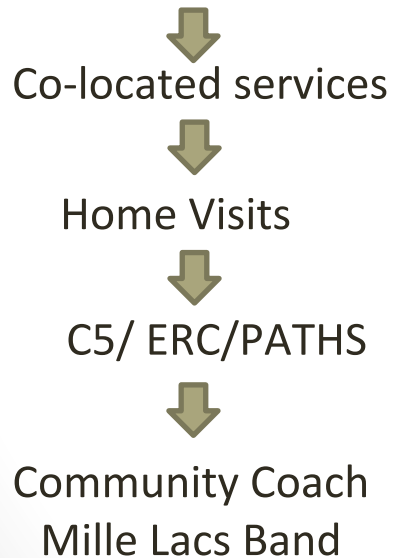 Co-located services
Home Visits
C5/ ERC/PATHS
Community Coach
Mille Lacs Band